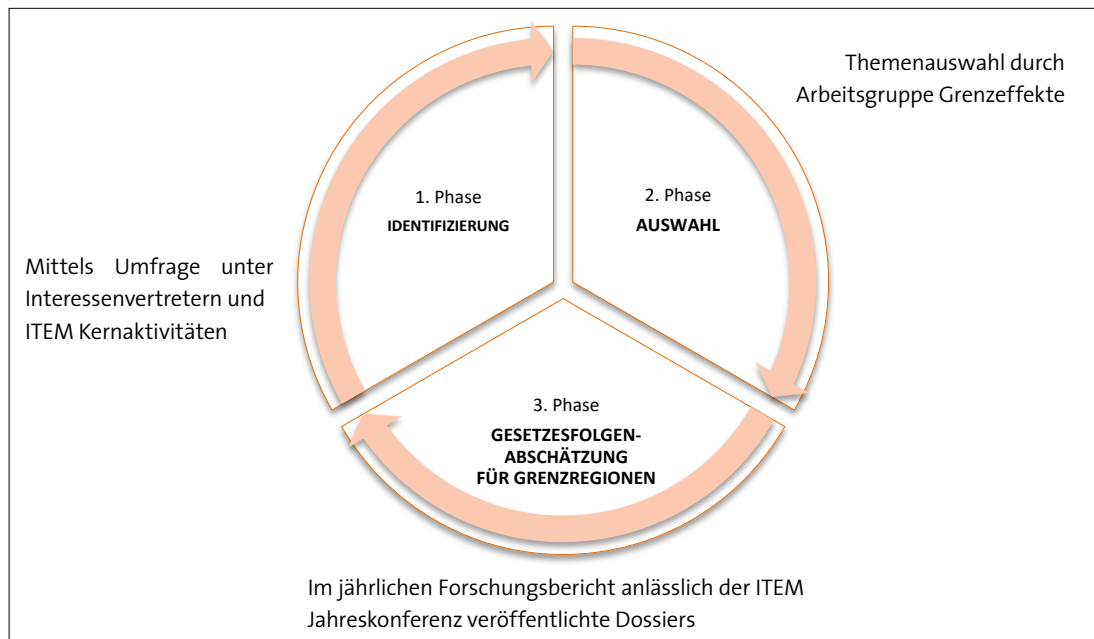 Themenauswahl durch
Arbeitsgruppe Grenzeffekte
1. Phase
IDENTIFIZIERUNG
2. Phase
AUSWAHL
Mittels Umfrage unter
Interessenvertretern und
ITEM Kernaktivitäten
3. Phase
GESETZESFOLGEN-
ABSCHÄTZUNG
FÜR GRENZREGIONEN
Im jährlichen Forschungsbericht anlässlich der ITEM
Jahreskonferenz veröffentlichte Dossiers